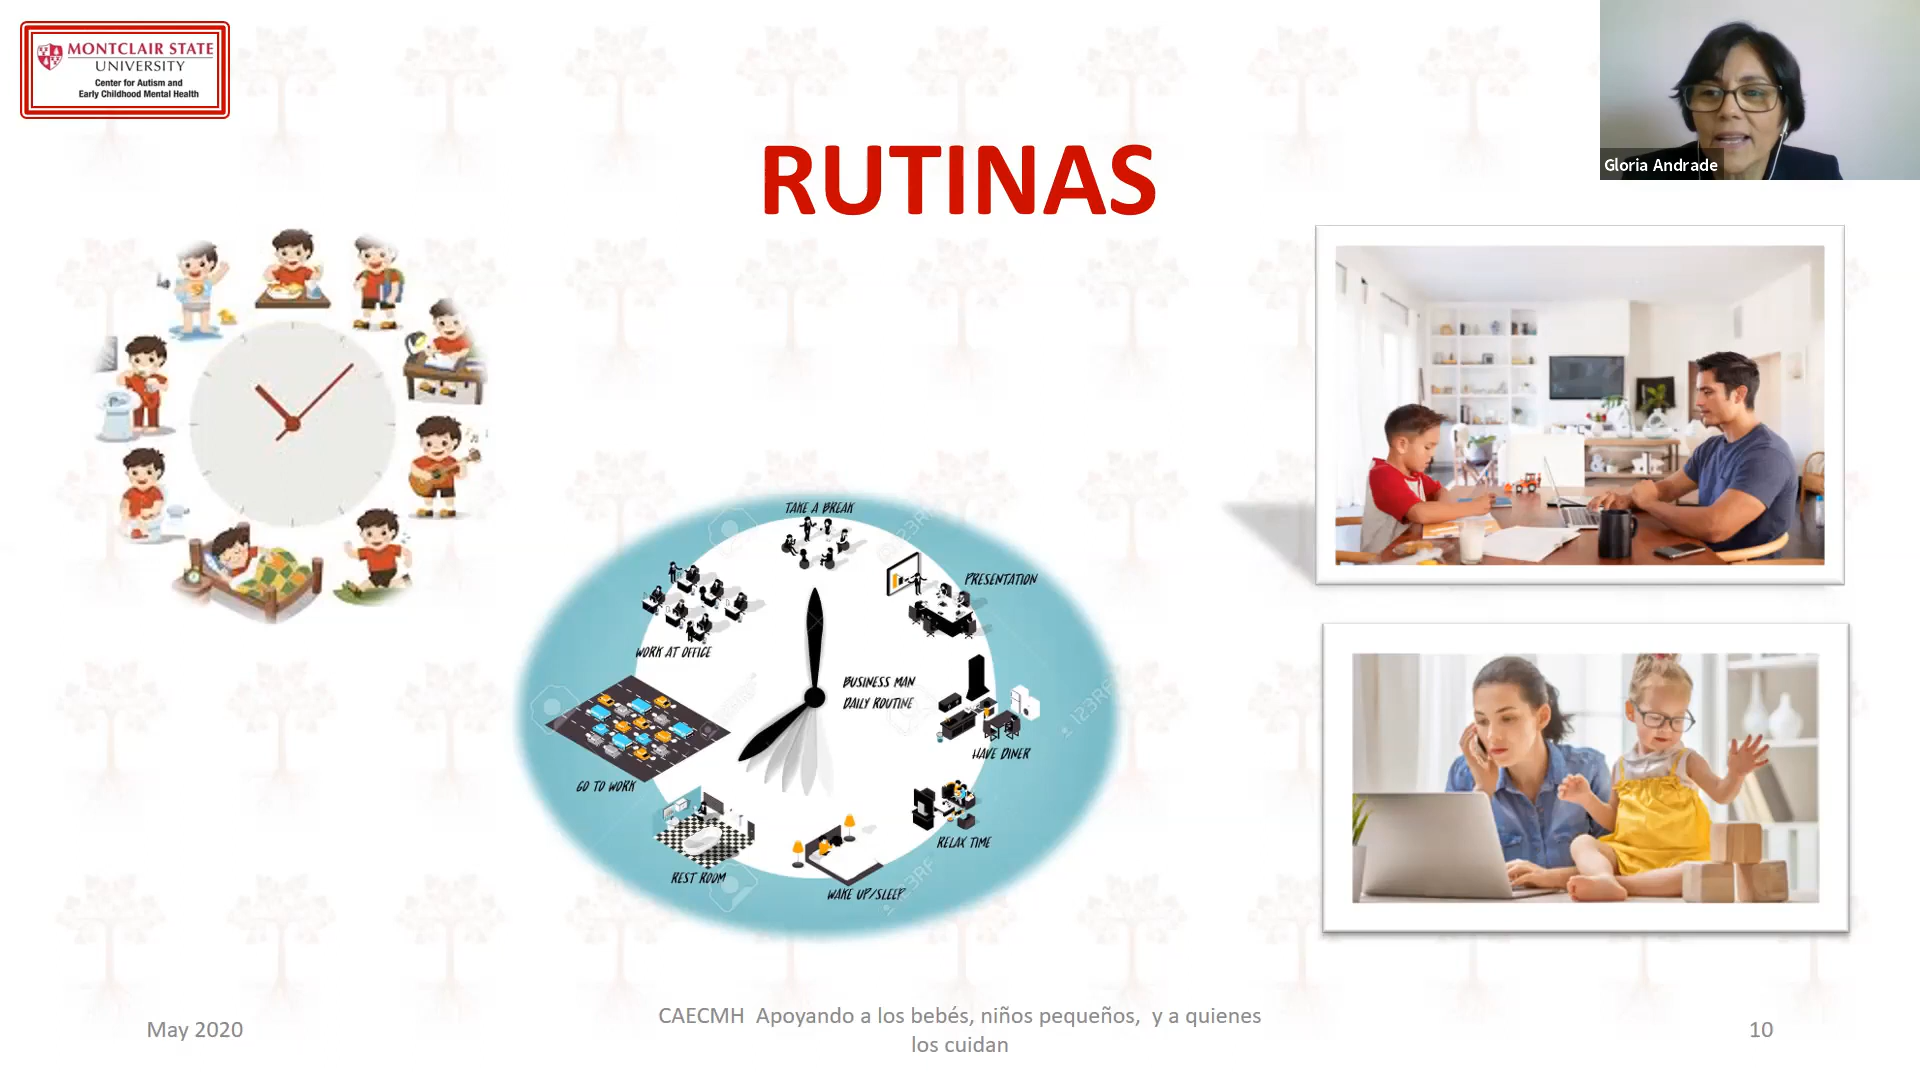 MONTCLAIR STATE
UNIVERSITY
Center for Autism and
Early Childhood Mental Health
Gloria Andrade
RUTINAS
TAKE A BREAK
PRESENTATION
WORK AT OFFICE
BUSINESS MAN
DAILY ROUTINE
HAVE DINER
GO TO WORK
RELAX TIME
REST ROOM
WAKE UP/SLEEP
May 2020
CAECMH Apoyando a los bebés, niños pequeños, y a quienes
los cuidan
10